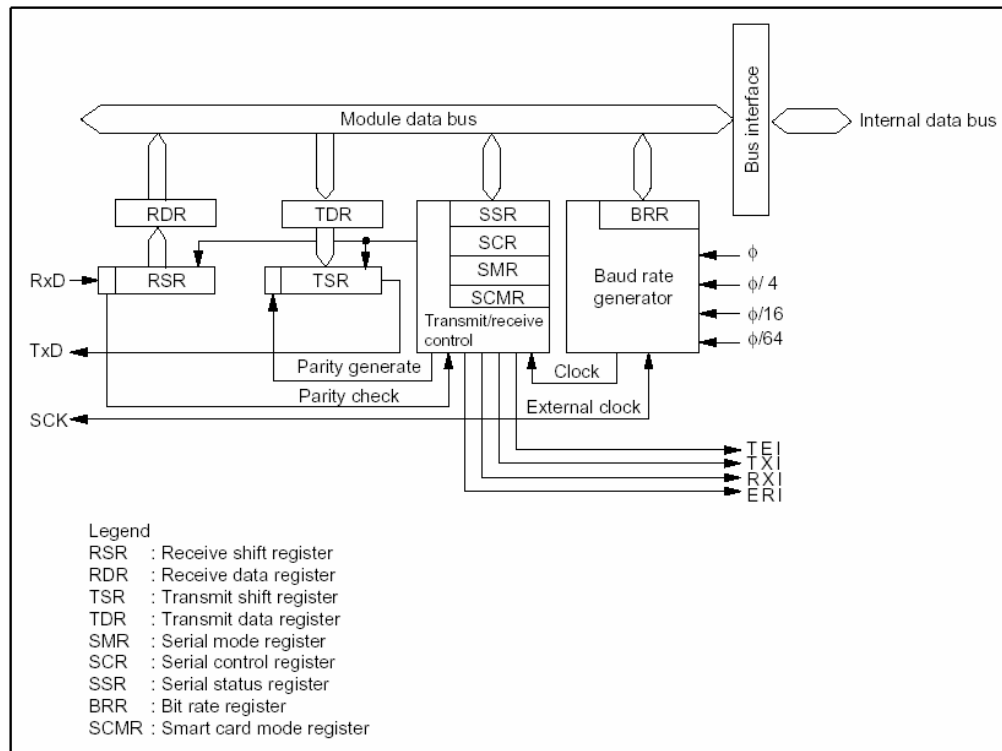 Bus interface
Module data bus
Internal data bus
RDR
TDR
SSR
BRR
SCR
RxD
RSR
TSR
SMR
Baud rate
generator
SCMR
ϕ
ϕ/ 4
ϕ/16
ϕ/64
Transmit/receive
control
TxD
Parity generate
Clock
Parity check
External clock
SCK
TEI
TXI
RXI
ERI
Legend
RSR : Receive shift register
RDR : Receive data register
TSR : Transmit shift register
TDR : Transmit data register
SMR : Serial mode register
SCR : Serial control register
SSR : Serial status register
BRR : Bit rate register
SCMR : Smart card mode register